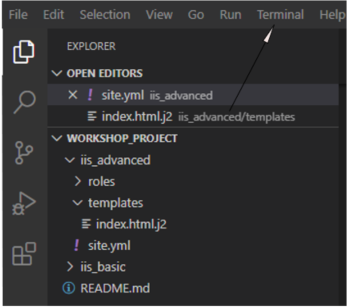 File Edit Selection View Go Run Terminal Help
EXPLORER
OPEN EDITORS
! site.yml iis_advanced
index.html.j2 iis_advanced/templates
WORKSHOP_PROJECT
iis_advanced
roles
templates
index.html.j2
! site.yml
iis_basic
README.md